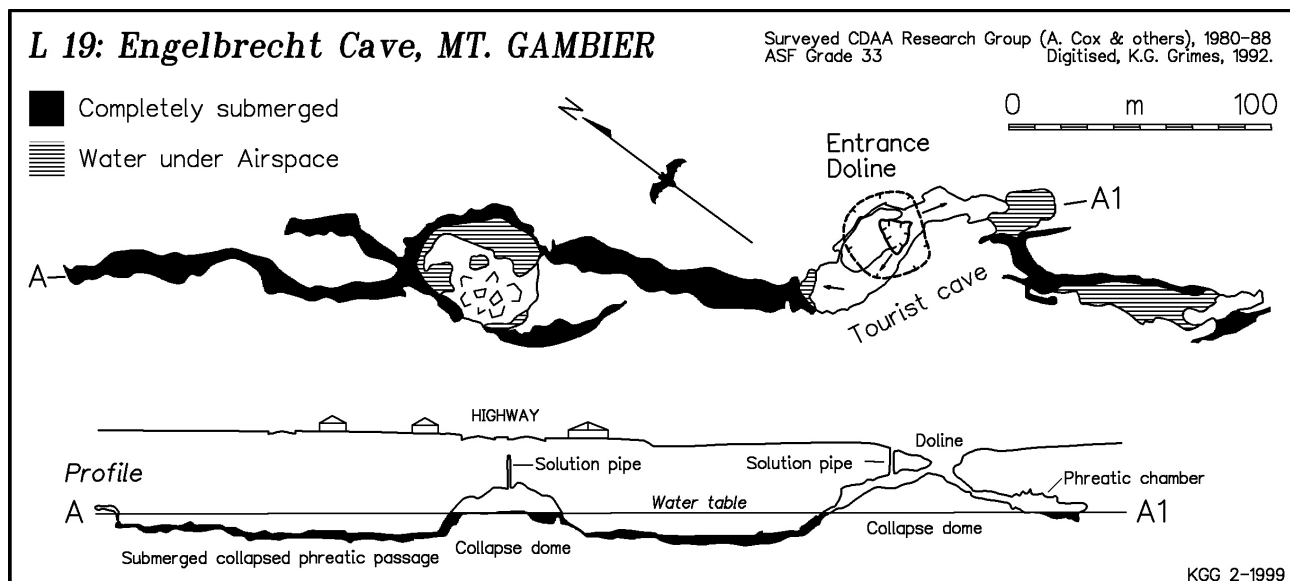 L 19: Engelbrecht Cave, MT. GAMBIER
Surveyed CDAA Research Group (A. Cox & others), 1980-88
ASF Grade 33 Digitised, K.G. Grimes, 1992.
Completely submerged
Water under Airspace
0 m 100
N
Entrance
Doline
A1
A
Tourist cave
HIGHWAY
Doline
Solution pipe
Solution pipe
Profile
Phreatic chamber
Water table
A
A1
Submerged collapsed phreatic passage
Collapse dome
Collapse dome
KGG 2-1999